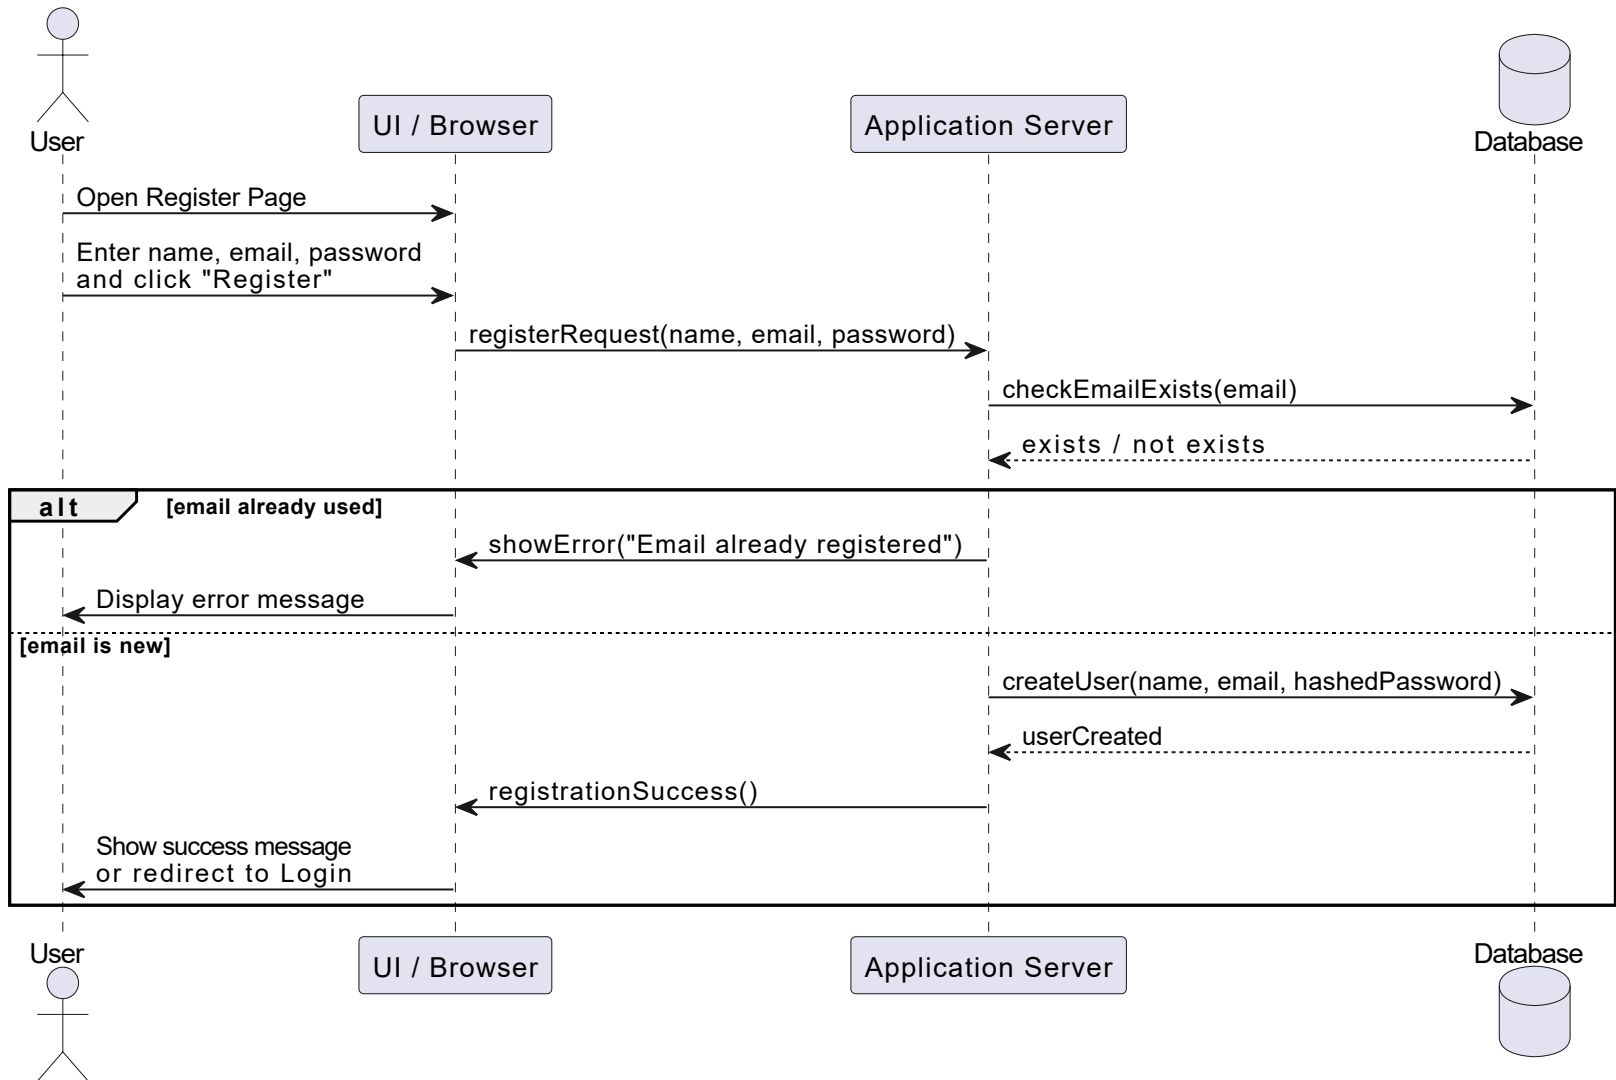 User
UI / Browser
Application Server
Database
Open Register Page
Enter name, email, password
and click "Register"
registerRequest(name, email, password)
checkEmailExists(email)
exists / not exists
alt
[email already used]
showError("Email already registered")
Display error message
[email is new]
createUser(name, email, hashedPassword)
userCreated
registrationSuccess()
Show success message
or redirect to Login
User
UI / Browser
Application Server
Database